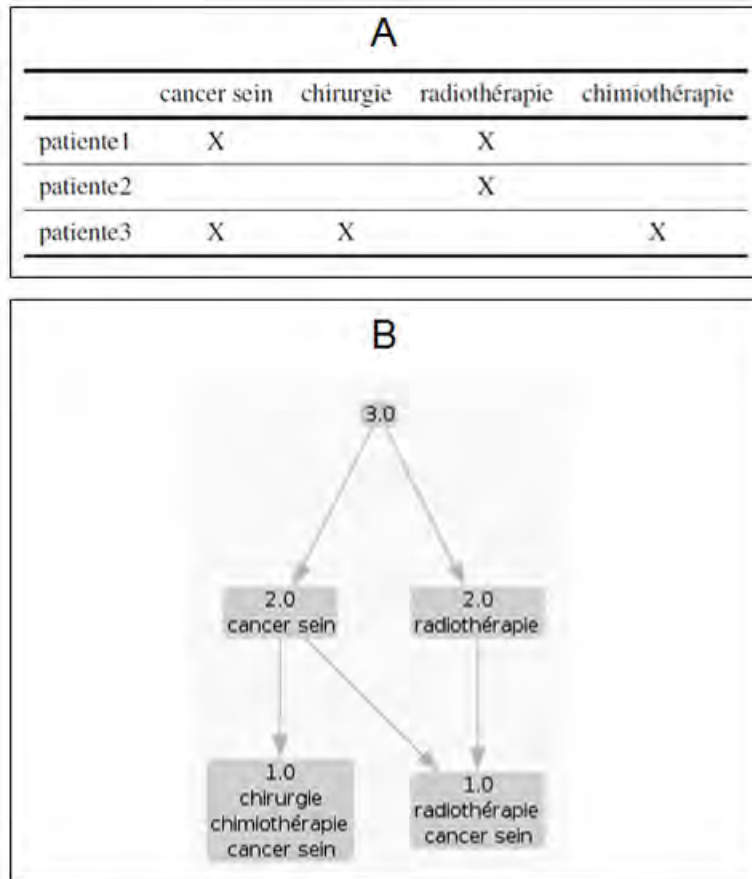 A
cancer sein chirurgie radiothérapie chimiothérapie
patiente1 X X
patiente2 X
patiente3 X X X
B
3.0
2.0
cancer sein
2.0
radiothérapie
1.0
chirurgie
chimiothérapie
cancer sein
1.0
radiothérapie
cancer sein